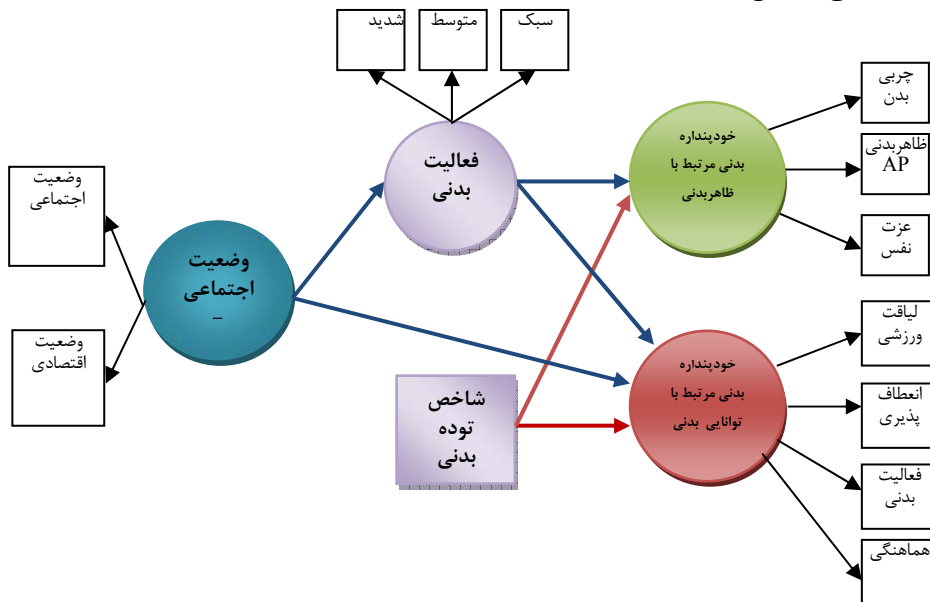 سبک
متوسط
شدید
چربی
بدن
ظاهربدنی
AP
عزت
نفس
خودپنداره
بدنی مرتبط با
ظاهربدنی
فعالیت
بدنی
وضعیت
اجتماعی
وضعیت
اقتصادی
وضعیت
اجتماعی
–
شاخص
توده
بدنی
خودپنداره
بدنی مرتبط با
توانایی بدنی
لیاقت
ورزشی
انعطاف
پذیری
فعالیت
بدنی
هماهنگی